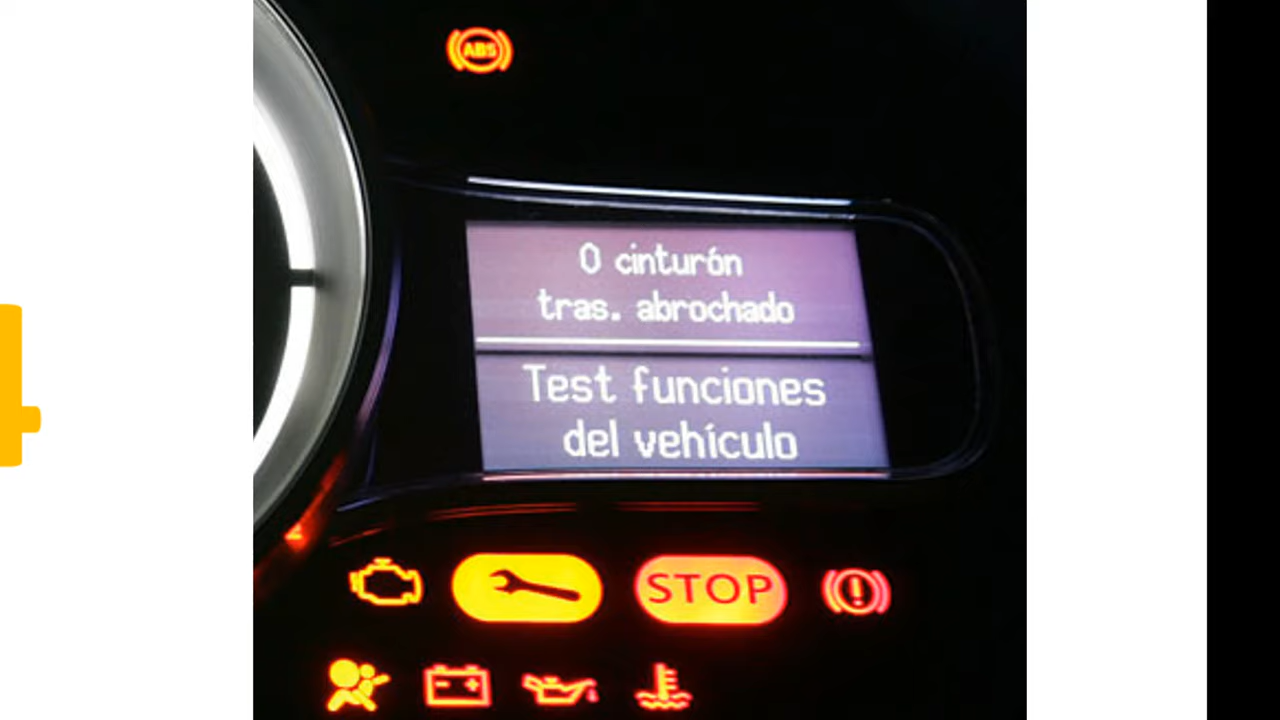 ABS
0 cinturón
tras. abrochado
Test funciones
del vehículo
STOP